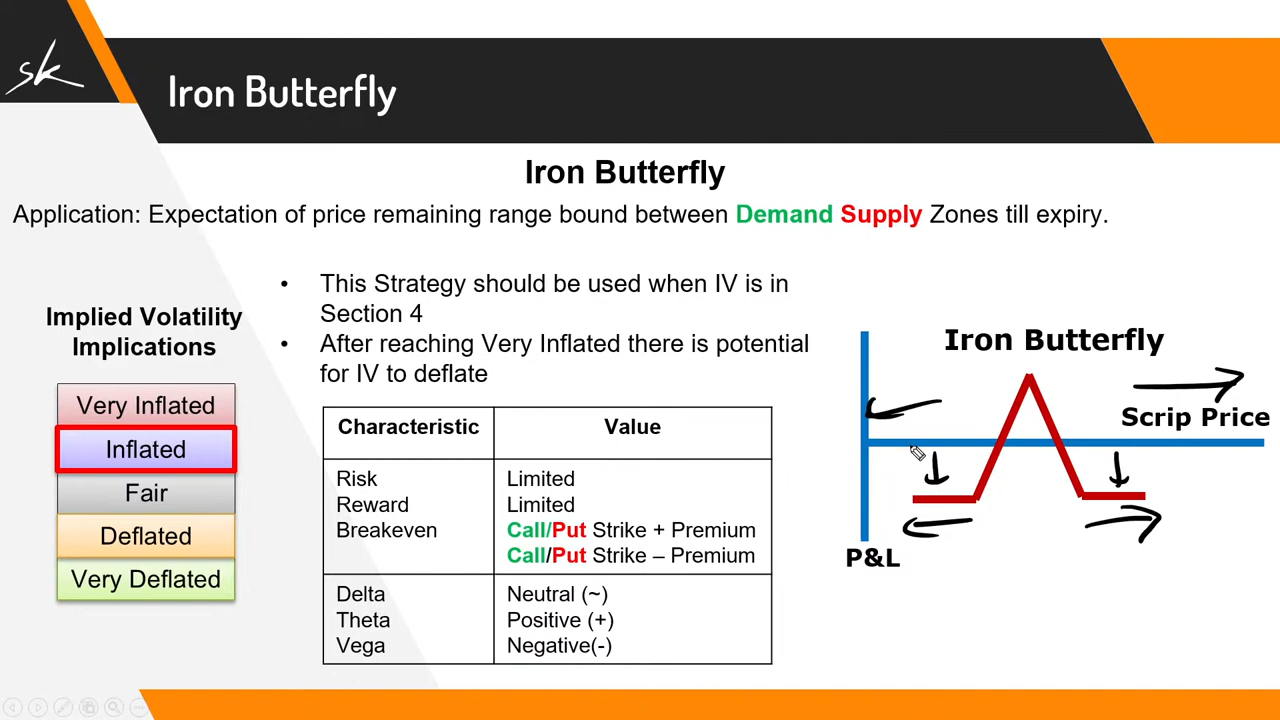 sk
Iron Butterfly
Iron Butterfly
Application: Expectation of price remaining range bound between Demand Supply Zones till expiry.
• This Strategy should be used when IV is in
Section 4
• After reaching Very Inflated there is potential
for IV to deflate
Implied Volatility
Implications
Very Inflated
Inflated
Fair
Deflated
Very Deflated
Characteristic Value
Risk Limited
Reward Limited
Breakeven Call/Put Strike + Premium
Call/Put Strike – Premium
Delta Neutral (~)
Theta Positive (+)
Vega Negative(-)
Iron Butterfly
Scrip Price
P&L